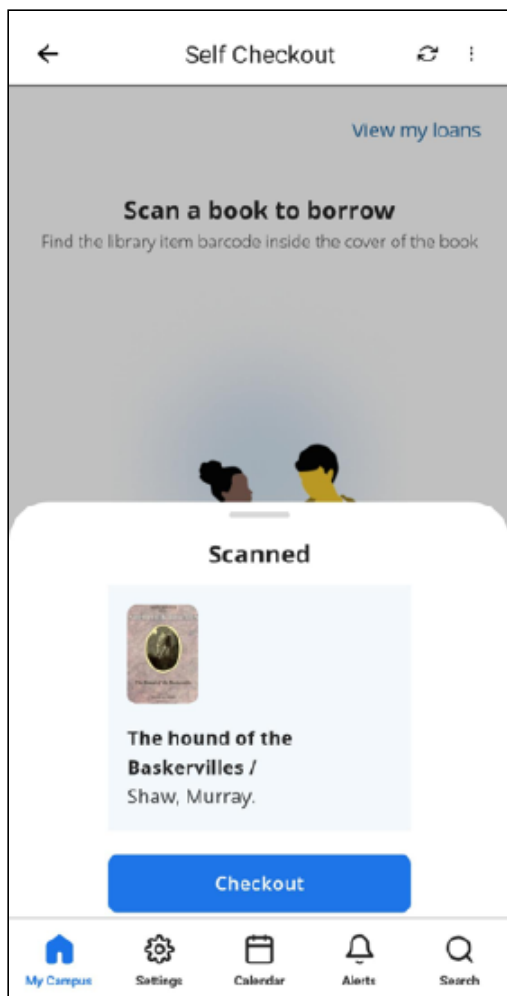 Self Checkout
View my loans
Scan a book to borrow
Find the library item barcode inside the cover of the book
Scanned
The hound of the
Baskervilles /
Shaw, Murray.
Checkout
My Campus Settings Calendar Alerts Search